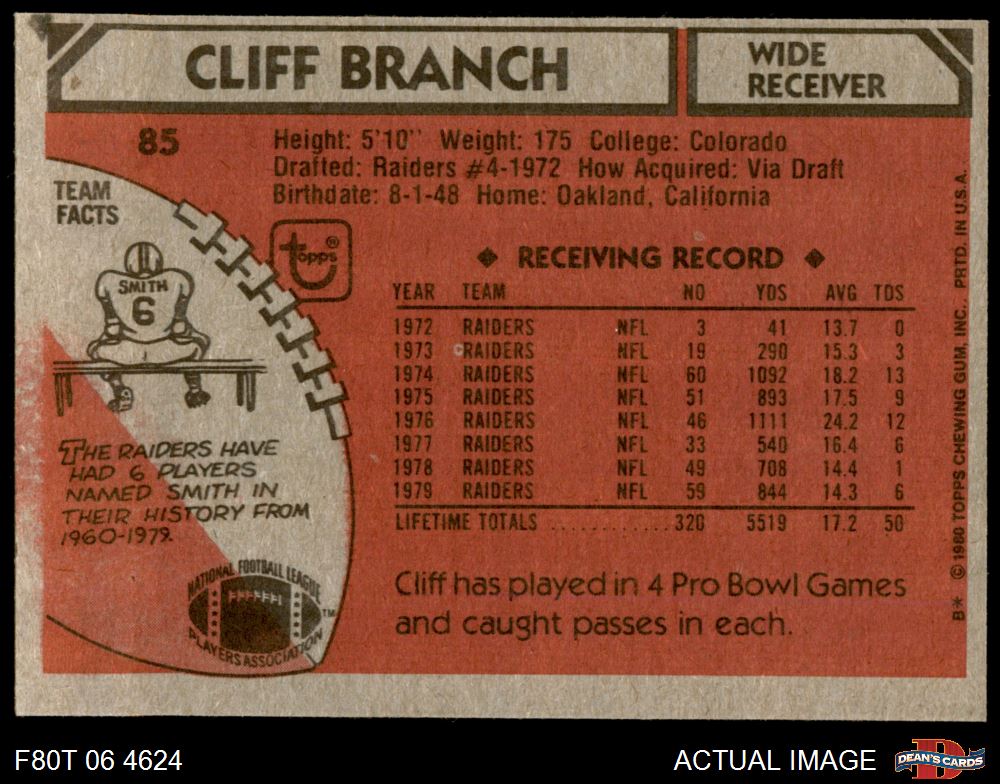 CLIFF BRANCH
WIDE
RECEIVER
85
Height: 5'10" Weight: 175 College: Colorado
Drafted: Raiders #4-1972 How Acquired: Via Draft
Birthdate: 8-1-48 Home: Oakland, California
TEAM
FACTS
SMITH
6
topps®
◆ RECEIVING RECORD ◆
YEAR TEAM NO YDS AVG TDS
1972 RAIDERS NFL 3 41 13.7 0
1973 RAIDERS NFL 19 290 15.3 3
1974 RAIDERS NFL 60 1092 18.2 13
1975 RAIDERS NFL 51 893 17.5 9
1976 RAIDERS NFL 46 1111 24.2 12
1977 RAIDERS NFL 33 540 16.4 6
1978 RAIDERS NFL 49 708 14.4 1
1979 RAIDERS NFL 59 844 14.3 6
LIFETIME TOTALS ............ 320 5519 17.2 50
THE RAIDERS HAVE
HAD 6 PLAYERS
NAMED SMITH IN
THEIR HISTORY FROM
1960-1979.
NATIONAL FOOTBALL LEAGUE
PLAYERS ASSOCIATION
TM
Cliff has played in 4 Pro Bowl Games
and caught passes in each.
B* © 1980 TOPPS CHEWING GUM, INC. PRTD. IN U.S.A.
F80T 06 4624
ACTUAL IMAGE
D
DEAN'S CARDS